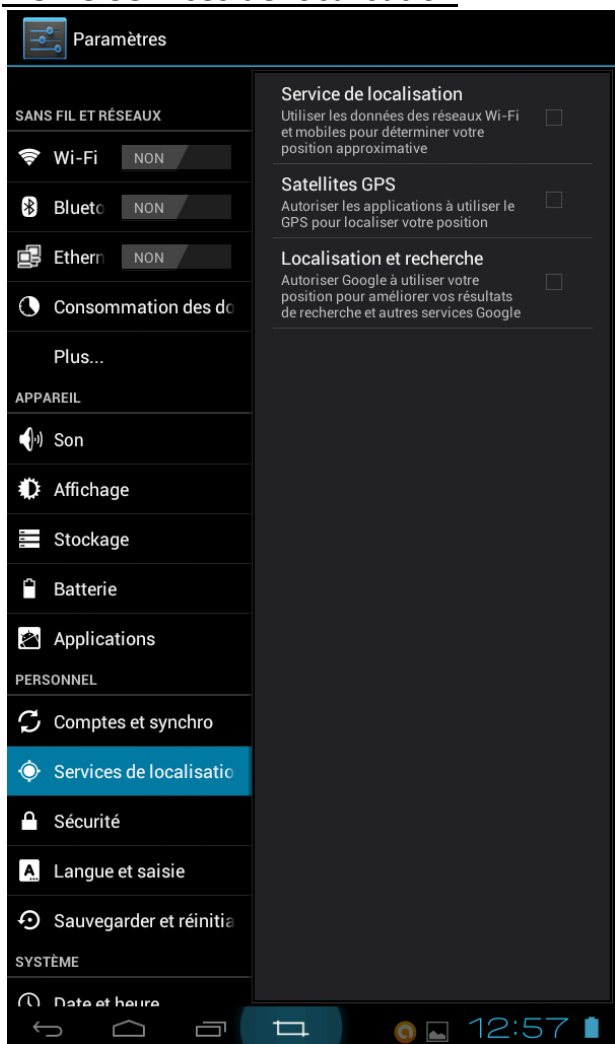 Paramètres
SANS FIL ET RÉSEAUX
Wi-Fi NON
Blueto NON
Ethern NON
Consommation des do
Plus...
APPAREIL
Son
Affichage
Stockage
Batterie
Applications
PERSONNEL
Comptes et synchro
Services de localisatio
Sécurité
Langue et saisie
Sauvegarder et réinitia
SYSTÈME
Date et heure
Service de localisation
Utiliser les données des réseaux Wi-Fi
et mobiles pour déterminer votre
position approximative
Satellites GPS
Autoriser les applications à utiliser le
GPS pour localiser votre position
Localisation et recherche
Autoriser Google à utiliser votre
position pour améliorer vos résultats
de recherche et autres services Google
12:57